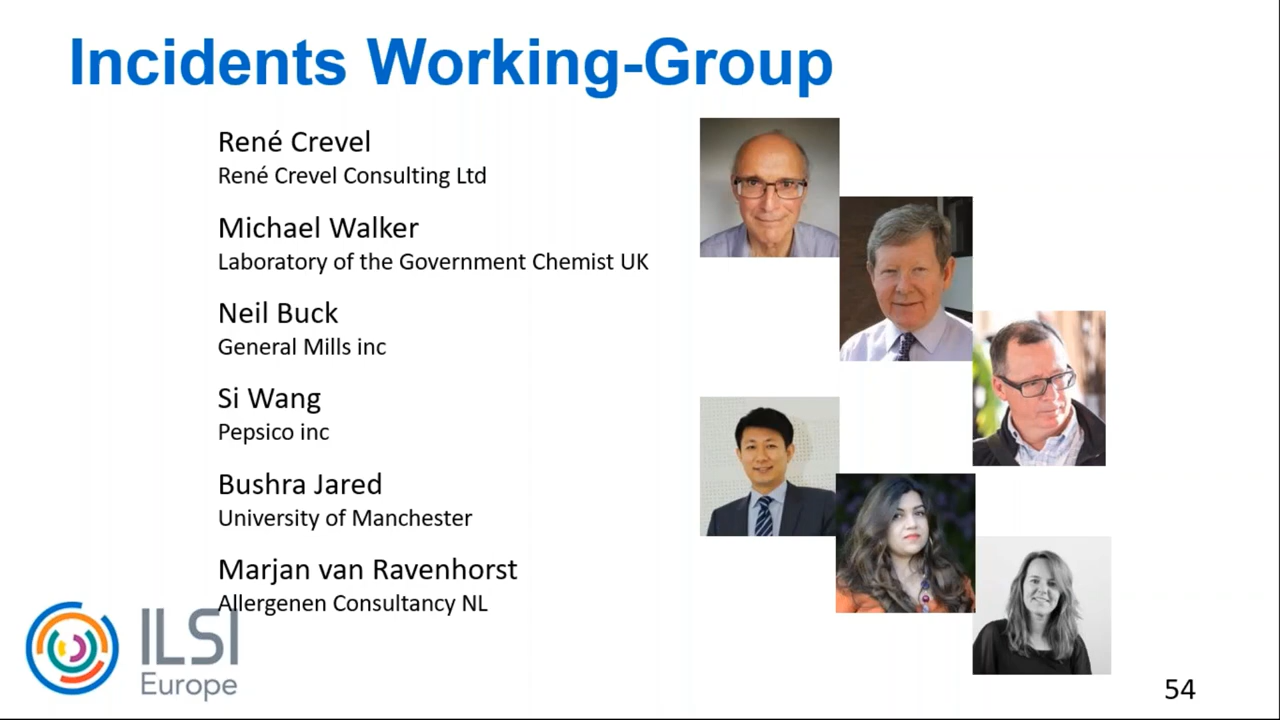 Incidents Working-Group
René Crevel
René Crevel Consulting Ltd
Michael Walker
Laboratory of the Government Chemist UK
Neil Buck
General Mills inc
Si Wang
Pepsico inc
Bushra Jared
University of Manchester
Marjan van Ravenhorst
Allergenen Consultancy NL
ILSI
Europe
54